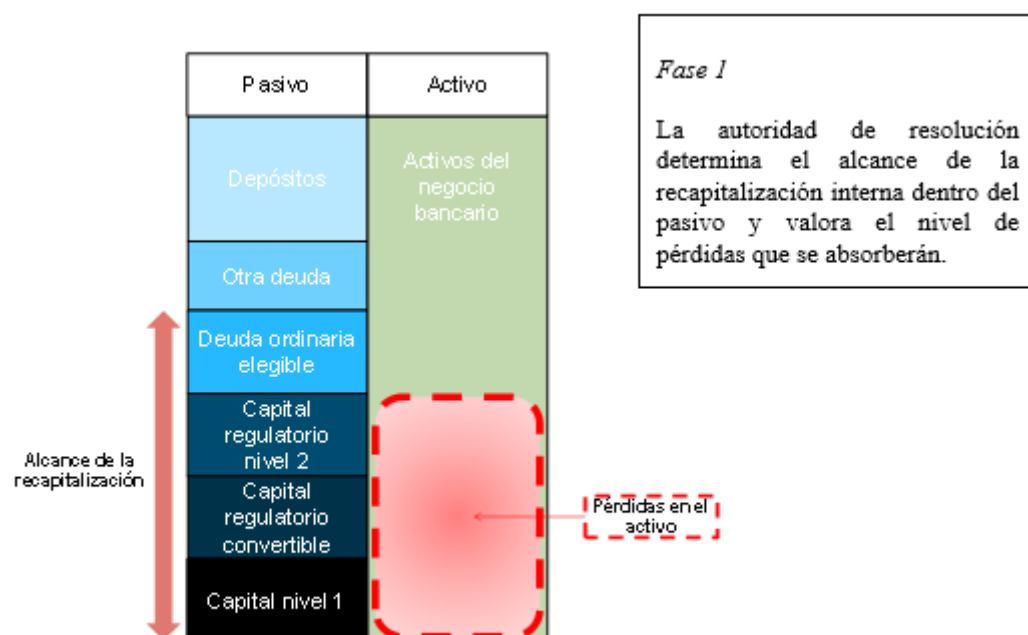 Pasivo
Activo
Depósitos
Activos del
negocio
bancario
Otra deuda
Deuda ordinaria
elegible
Capital
regulatorio
nivel 2
Capital
regulatorio
convertible
Capital nivel 1
Alcance de la
recapitalización
Pérdidas en el
activo
Fase 1
La autoridad de resolución
determina el alcance de la
recapitalización interna dentro del
pasivo y valora el nivel de
pérdidas que se absorberán.